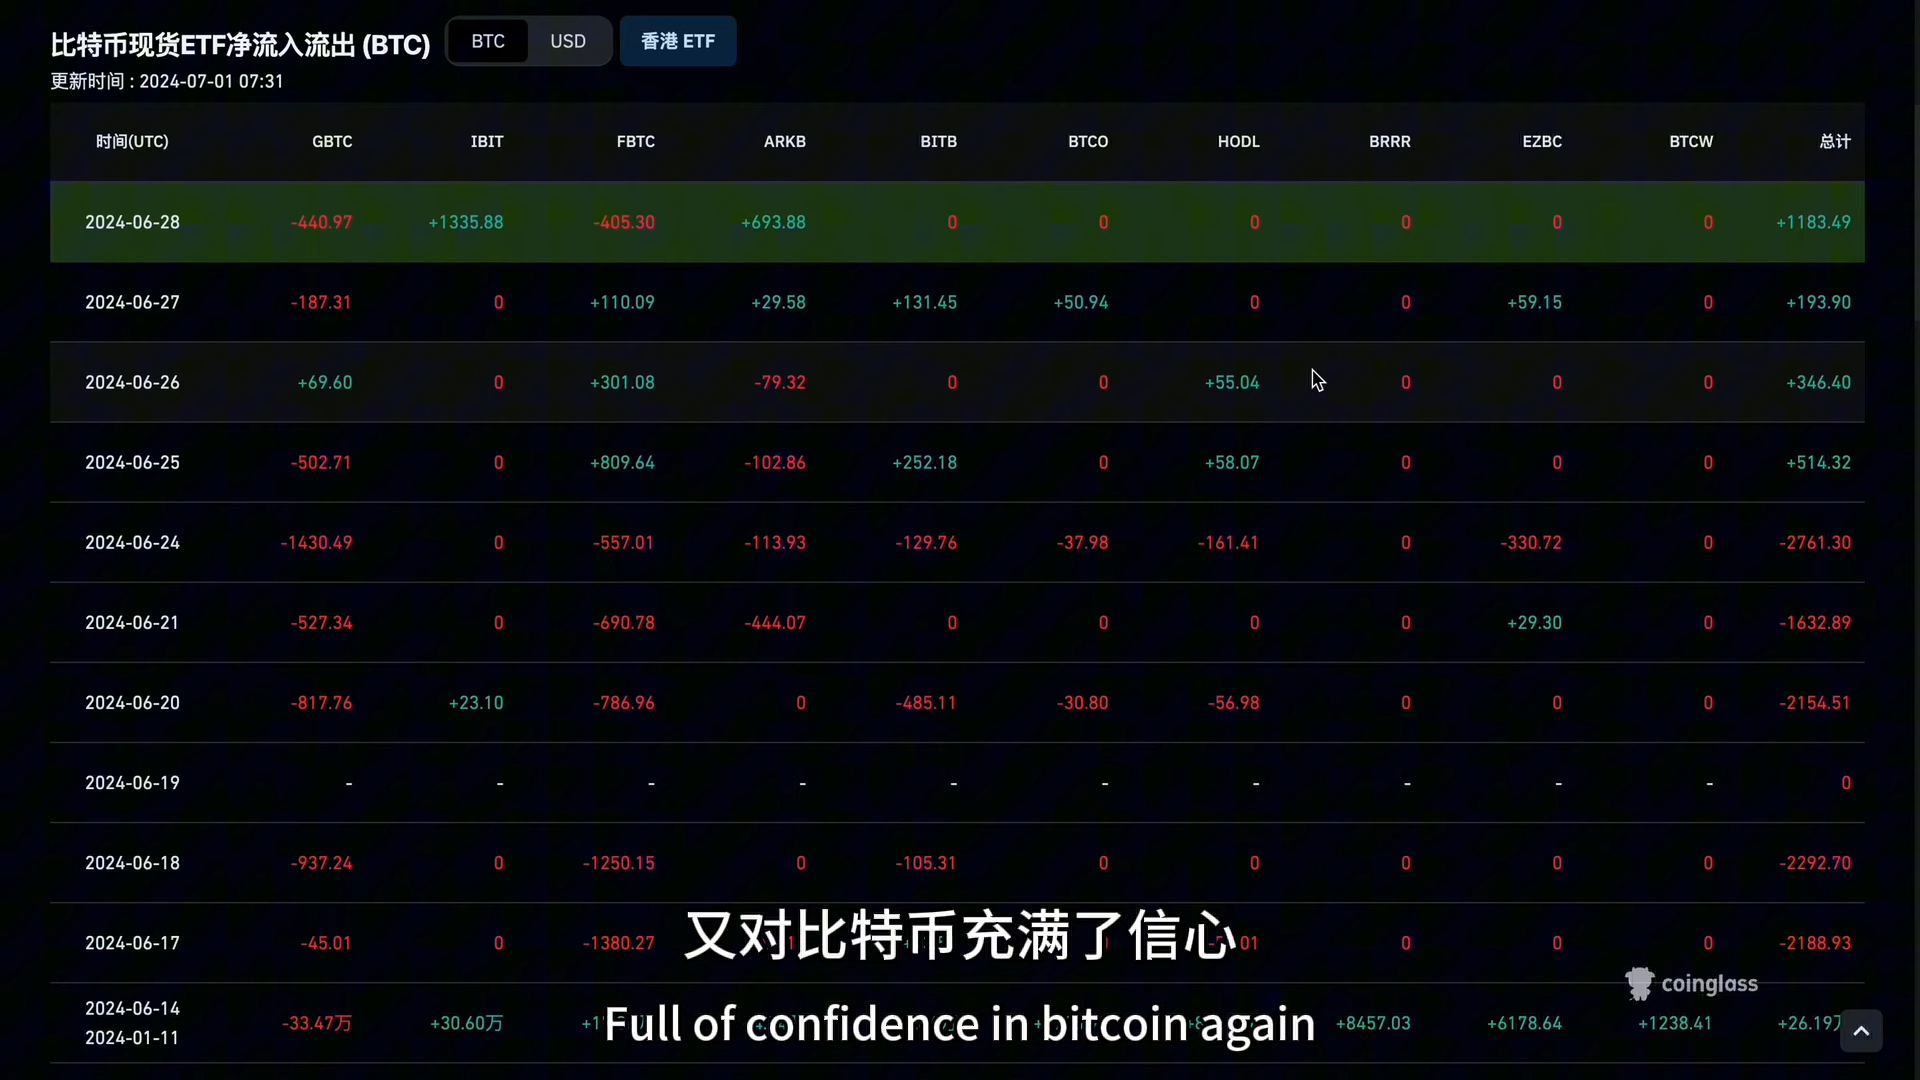 比特币现货ETF净流入流出 (BTC) BTC USD 香港 ETF
更新时间 : 2024-07-01 07:31
时间(UTC) GBTC IBIT FBTC ARKB BITB BTCO HODL BRRR EZBC BTCW 总计
2024-06-28 -440.97 +1335.88 -405.30 +693.88 0 0 0 0 0 0 +1183.49
2024-06-27 -187.31 0 +110.09 +29.58 +131.45 +50.94 0 0 +59.15 0 +193.90
2024-06-26 +69.60 0 +301.08 -79.32 0 0 +55.04 0 0 0 +346.40
2024-06-25 -502.71 0 +809.64 -102.86 +252.18 0 +58.07 0 0 0 +514.32
2024-06-24 -1430.49 0 -557.01 -113.93 -129.76 -37.98 -161.41 0 -330.72 0 -2761.30
2024-06-21 -527.34 0 -690.78 -444.07 0 0 0 0 +29.30 0 -1632.89
2024-06-20 -817.76 +23.10 -786.96 0 -485.11 -30.80 -56.98 0 0 0 -2154.51
2024-06-19 - - - - - - - - - - 0
2024-06-18 -937.24 0 -1250.15 0 -105.31 0 0 0 0 0 -2292.70
2024-06-17 -45.01 0 -1380.27 0 0 -2188.93
又对比特币充满了信心
coinglass
2024-06-14
2024-01-11
-33.47万 +30.60万 +8457.03 +6178.64 +1238.41
Full of confidence in bitcoin again